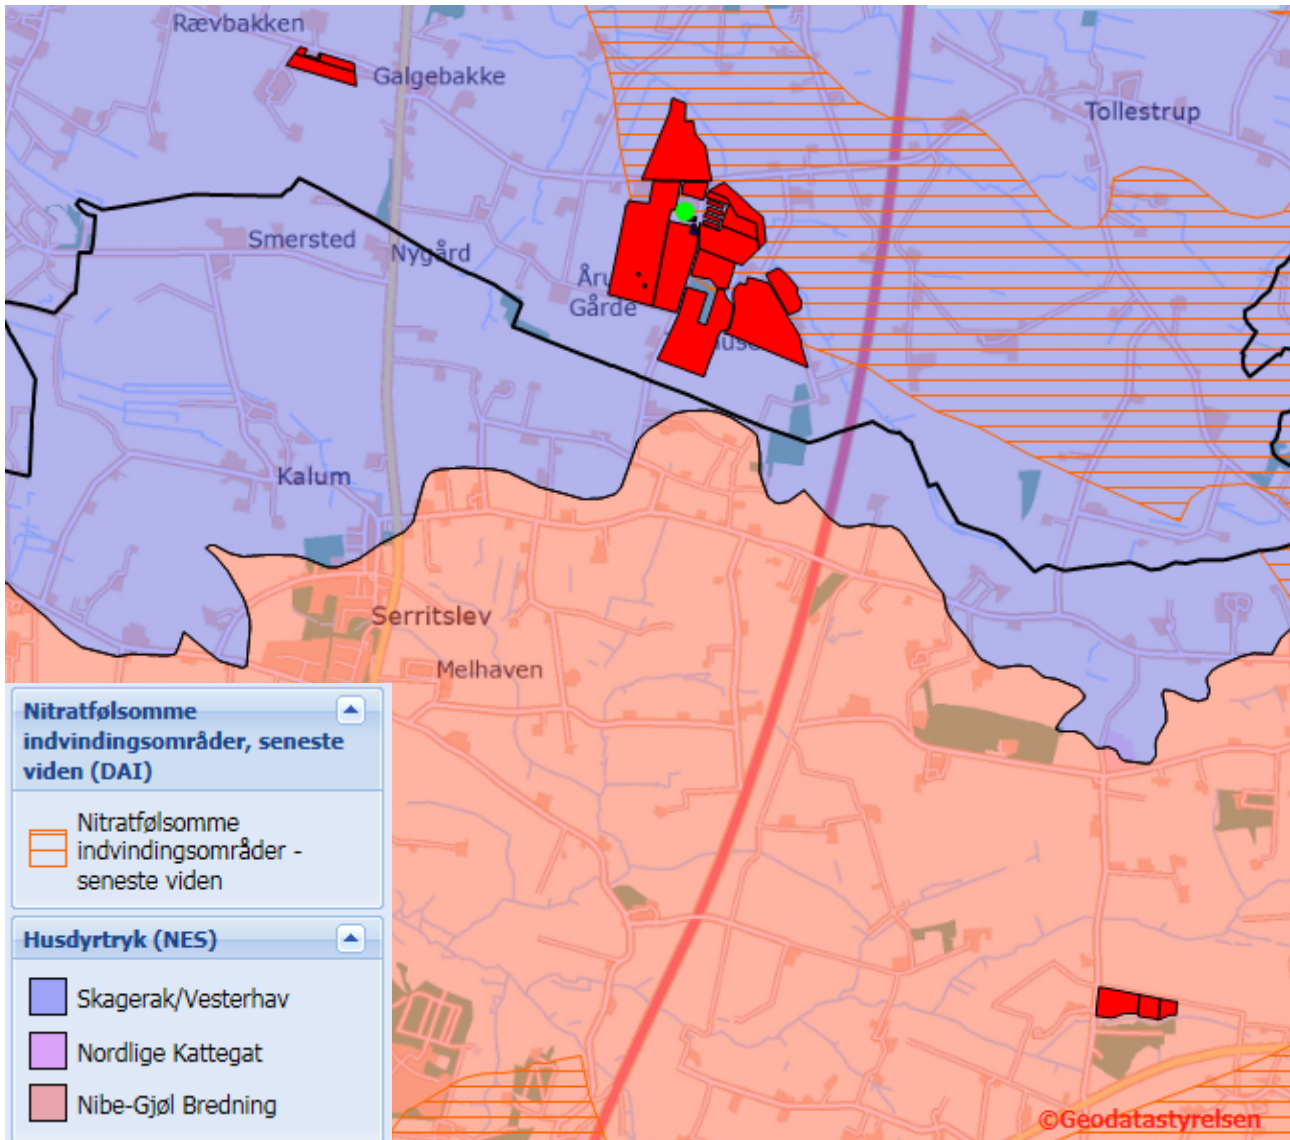 Rævbakken
Galgebakke
Tollestrup
Smersted
Nygård
Gårde
Kalum
Serritslev
Melhaven
Nitratfølsomme
indvindingsområder, seneste
viden (DAI)
Nitratfølsomme
indvindingsområder -
seneste viden
Husdyrtryk (NES)
Skagerak/Vesterhav
Nordlige Kattegat
Nibe-Gjøl Bredning
©Geodatastyrelsen